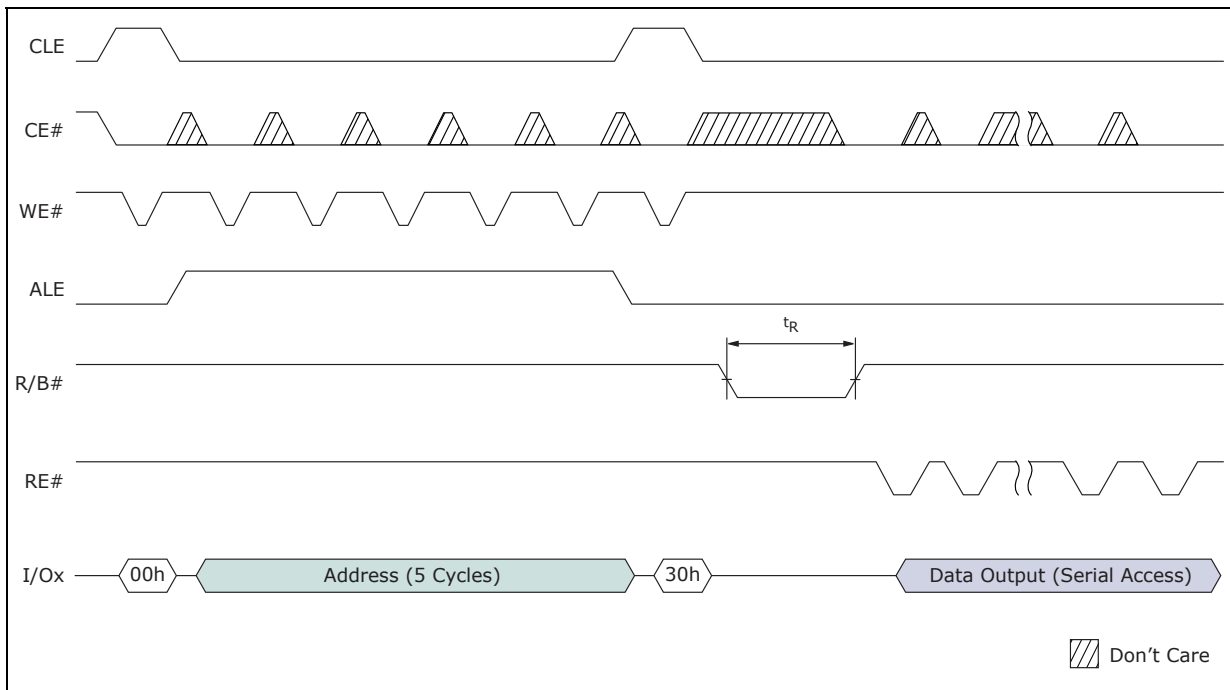 CLE
CE#
WE#
ALE
tR
R/B#
RE#
I/Ox
00h
Address (5 Cycles)
30h
Data Output (Serial Access)
Don't Care